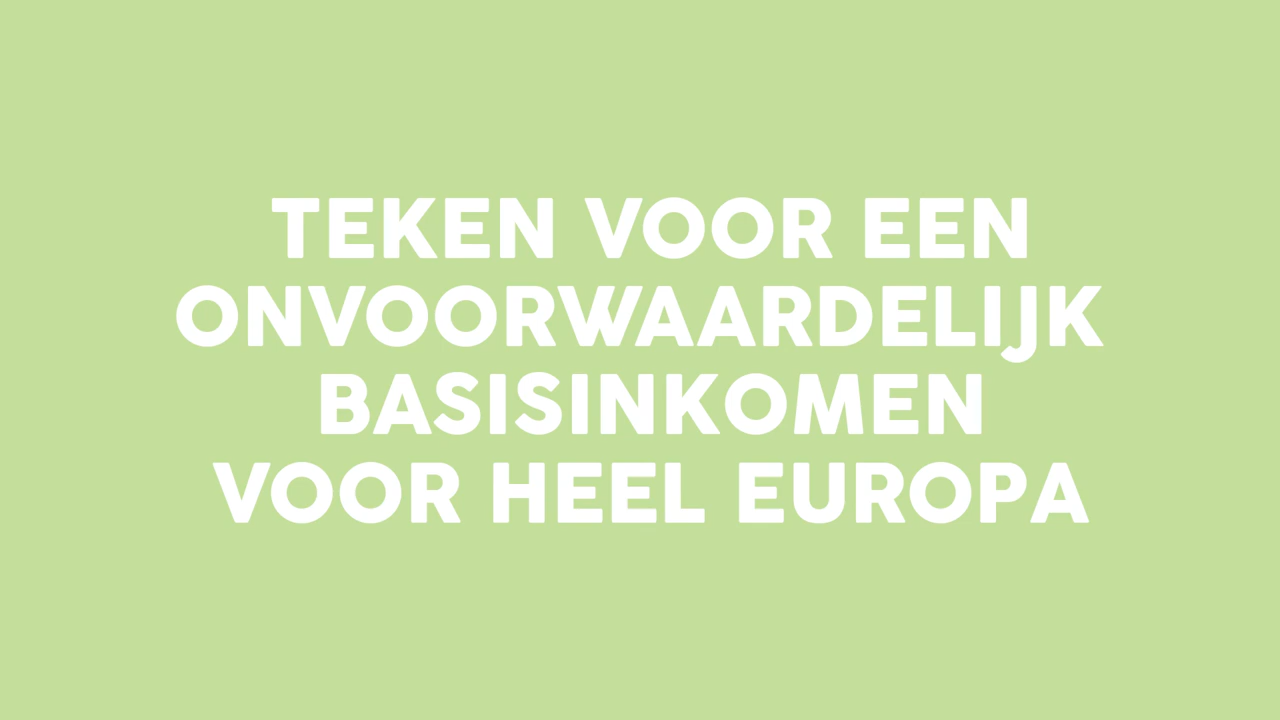 TEKEN VOOR EEN
ONVOORWAARDELIJK
BASISINKOMEN
VOOR HEEL EUROPA